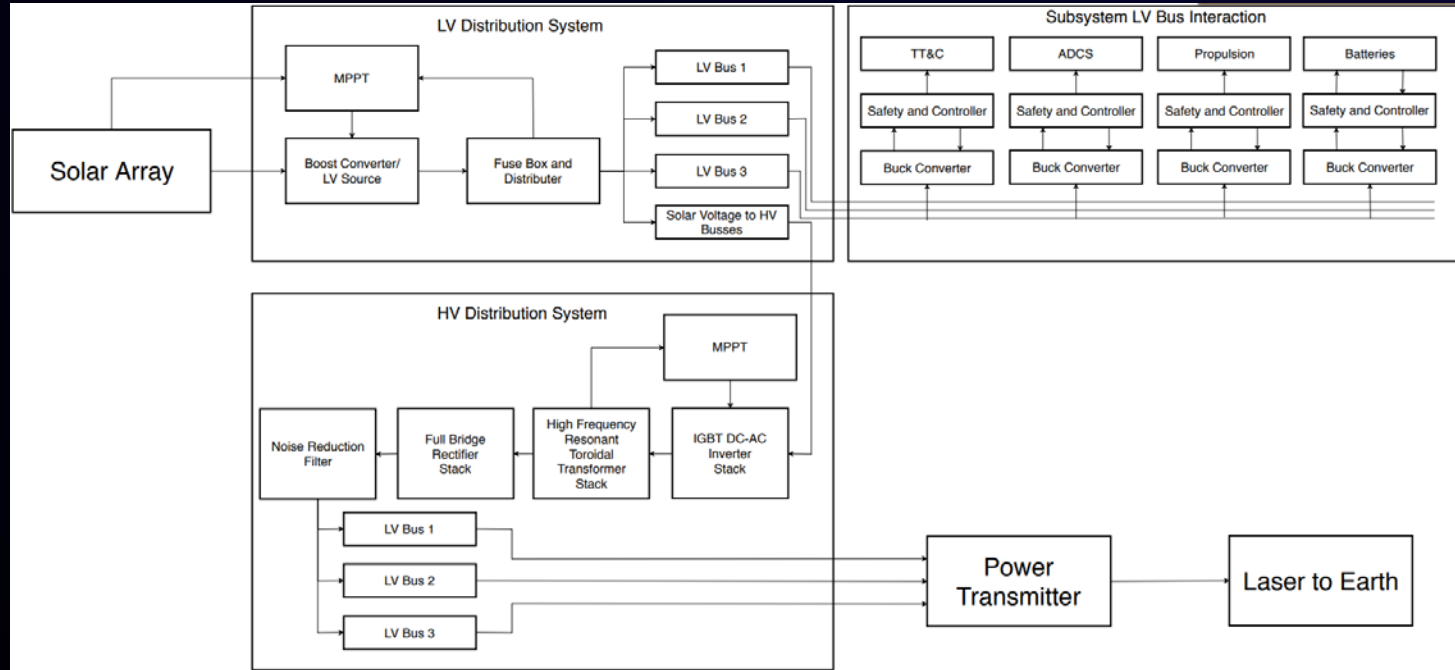 LV Distribution System
Subsystem LV Bus Interaction
MPPT
LV Bus 1
LV Bus 2
LV Bus 3
Solar Array
Boost Converter/
LV Source
Fuse Box and
Distributer
Solar Voltage to HV
Busses
TT&C
ADCS
Propulsion
Batteries
Safety and Controller
Safety and Controller
Safety and Controller
Safety and Controller
Buck Converter
Buck Converter
Buck Converter
Buck Converter
HV Distribution System
MPPT
Noise Reduction
Filter
Full Bridge
Rectifier
Stack
High Frequency
Resonant
Toroidal
Transformer
Stack
IGBT DC-AC
Inverter
Stack
LV Bus 1
LV Bus 2
LV Bus 3
Power
Transmitter
Laser to Earth